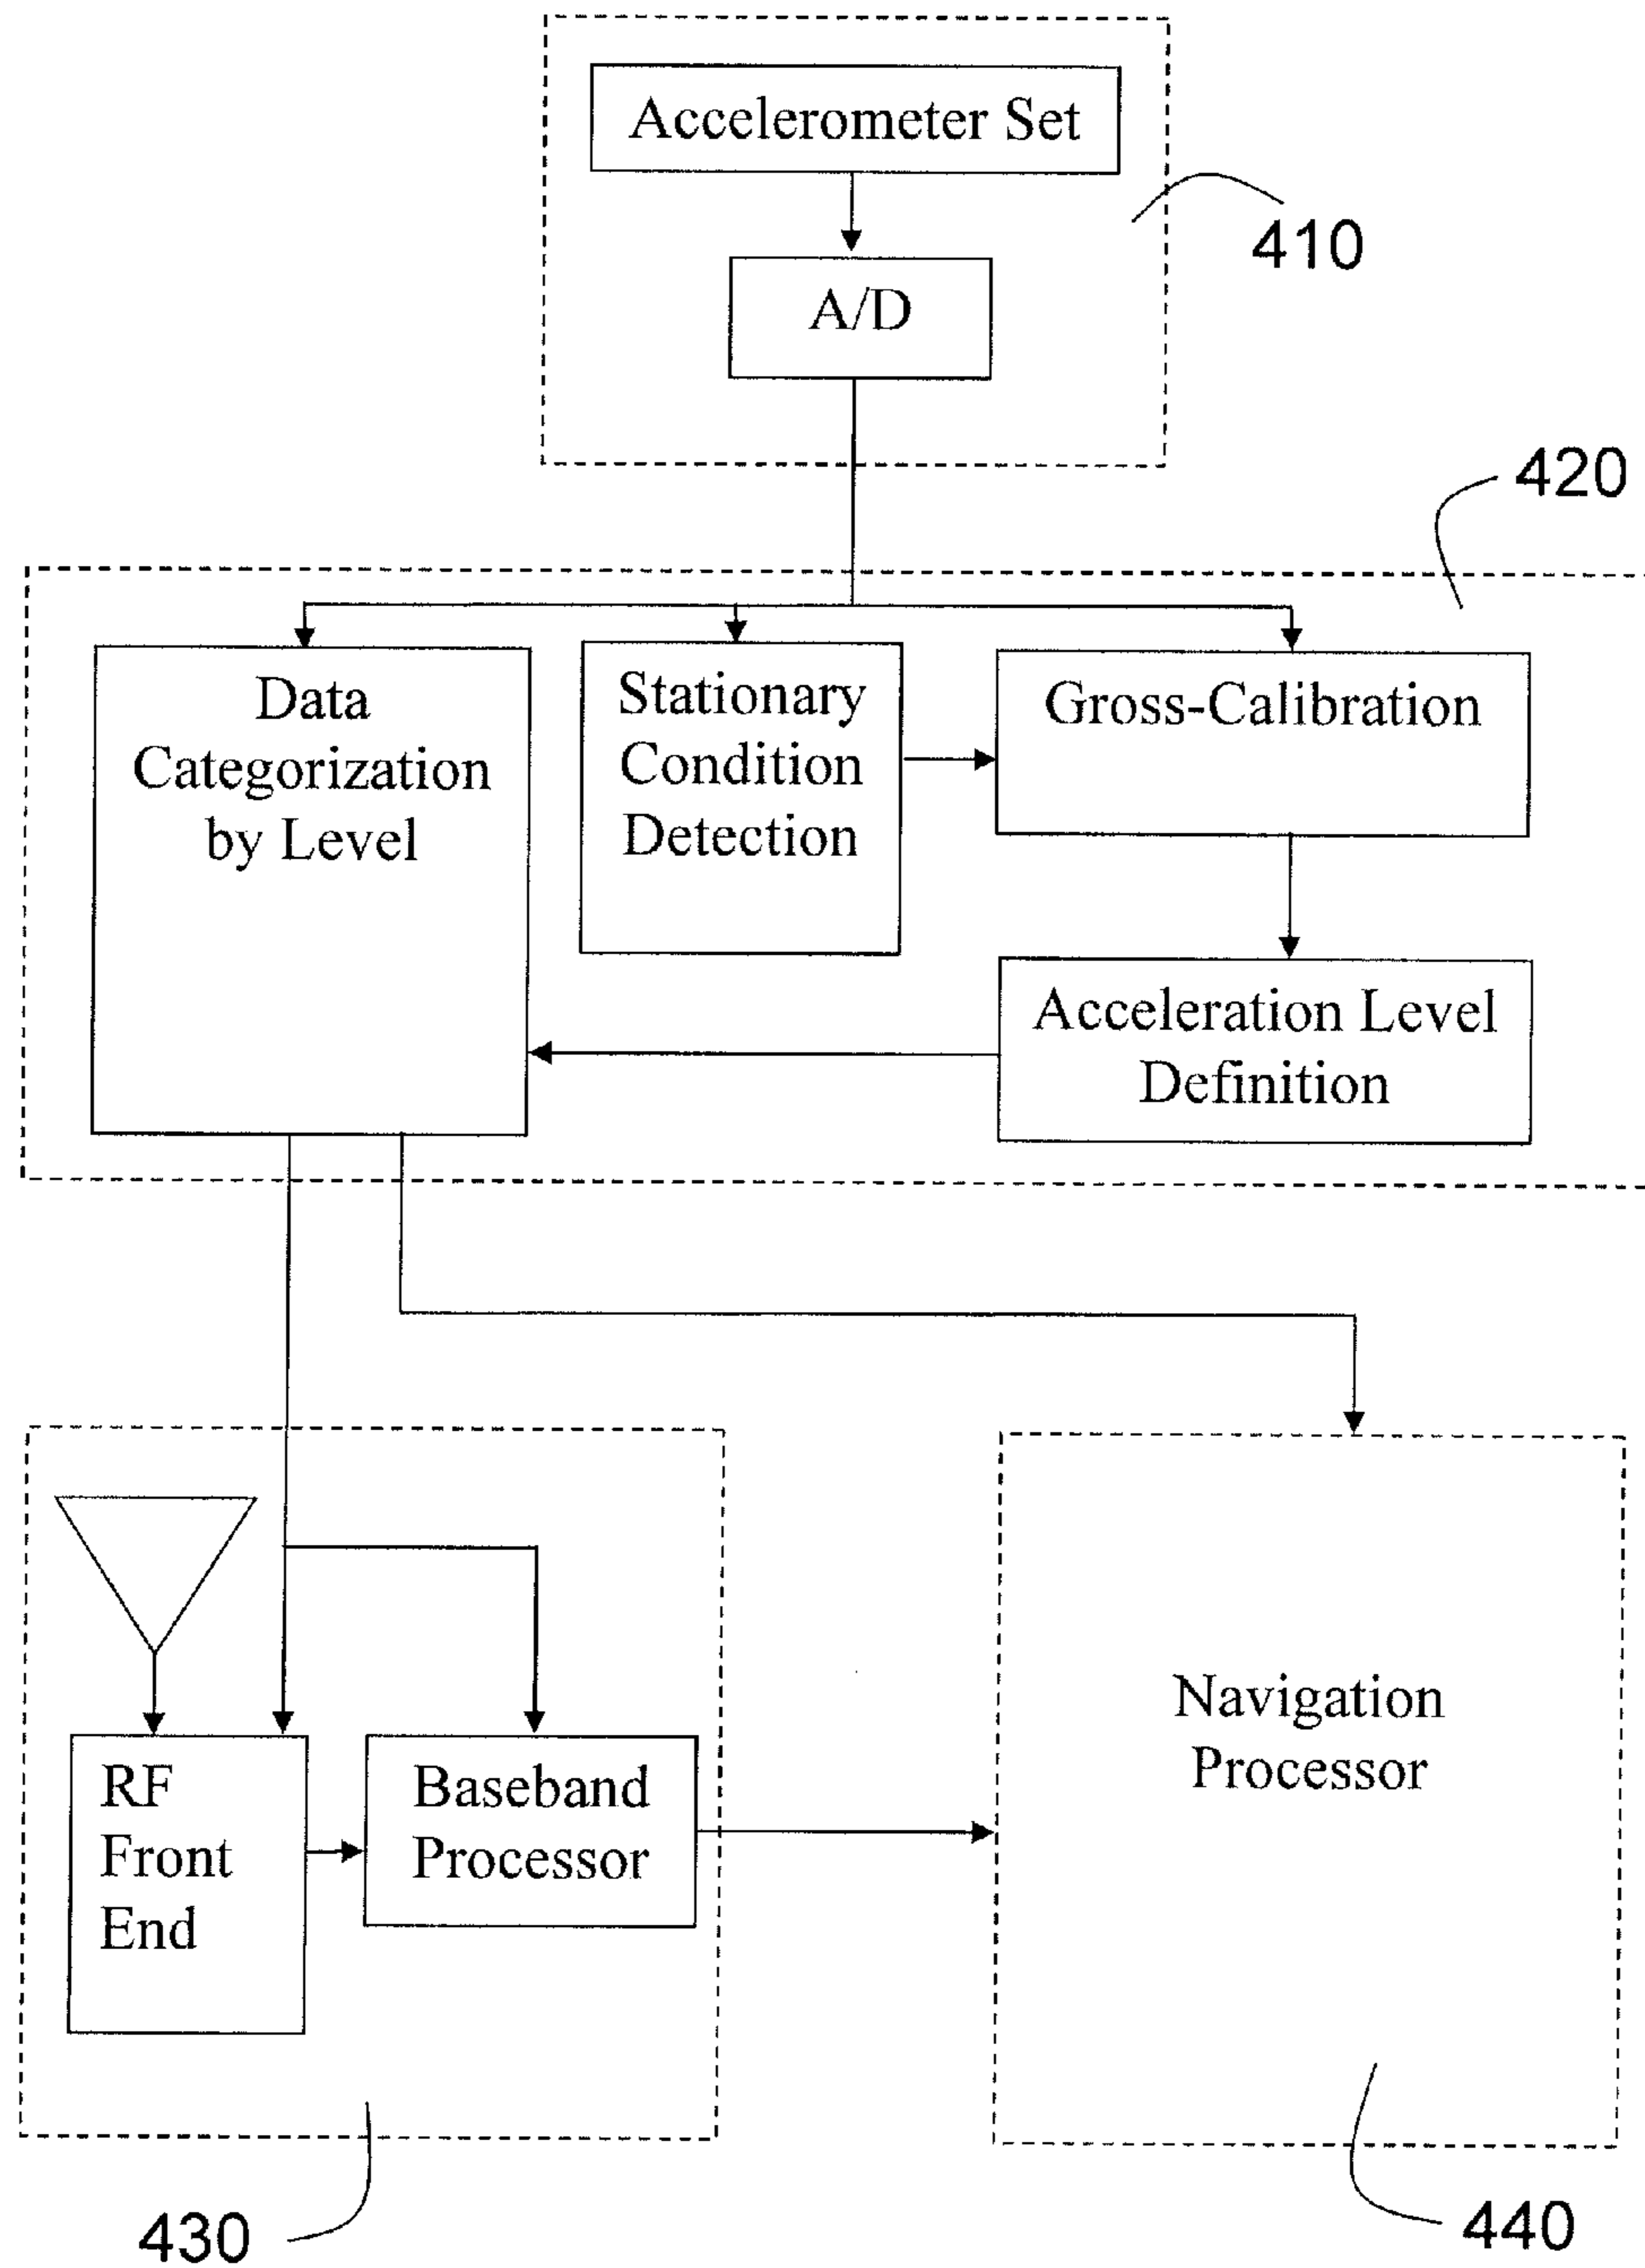 Accelerometer Set
A/D
410
420
Data
Categorization
by Level
Stationary
Condition
Detection
Gross-Calibration
Acceleration Level
Definition
RF
Front
End
Baseband
Processor
Navigation
Processor
430
440